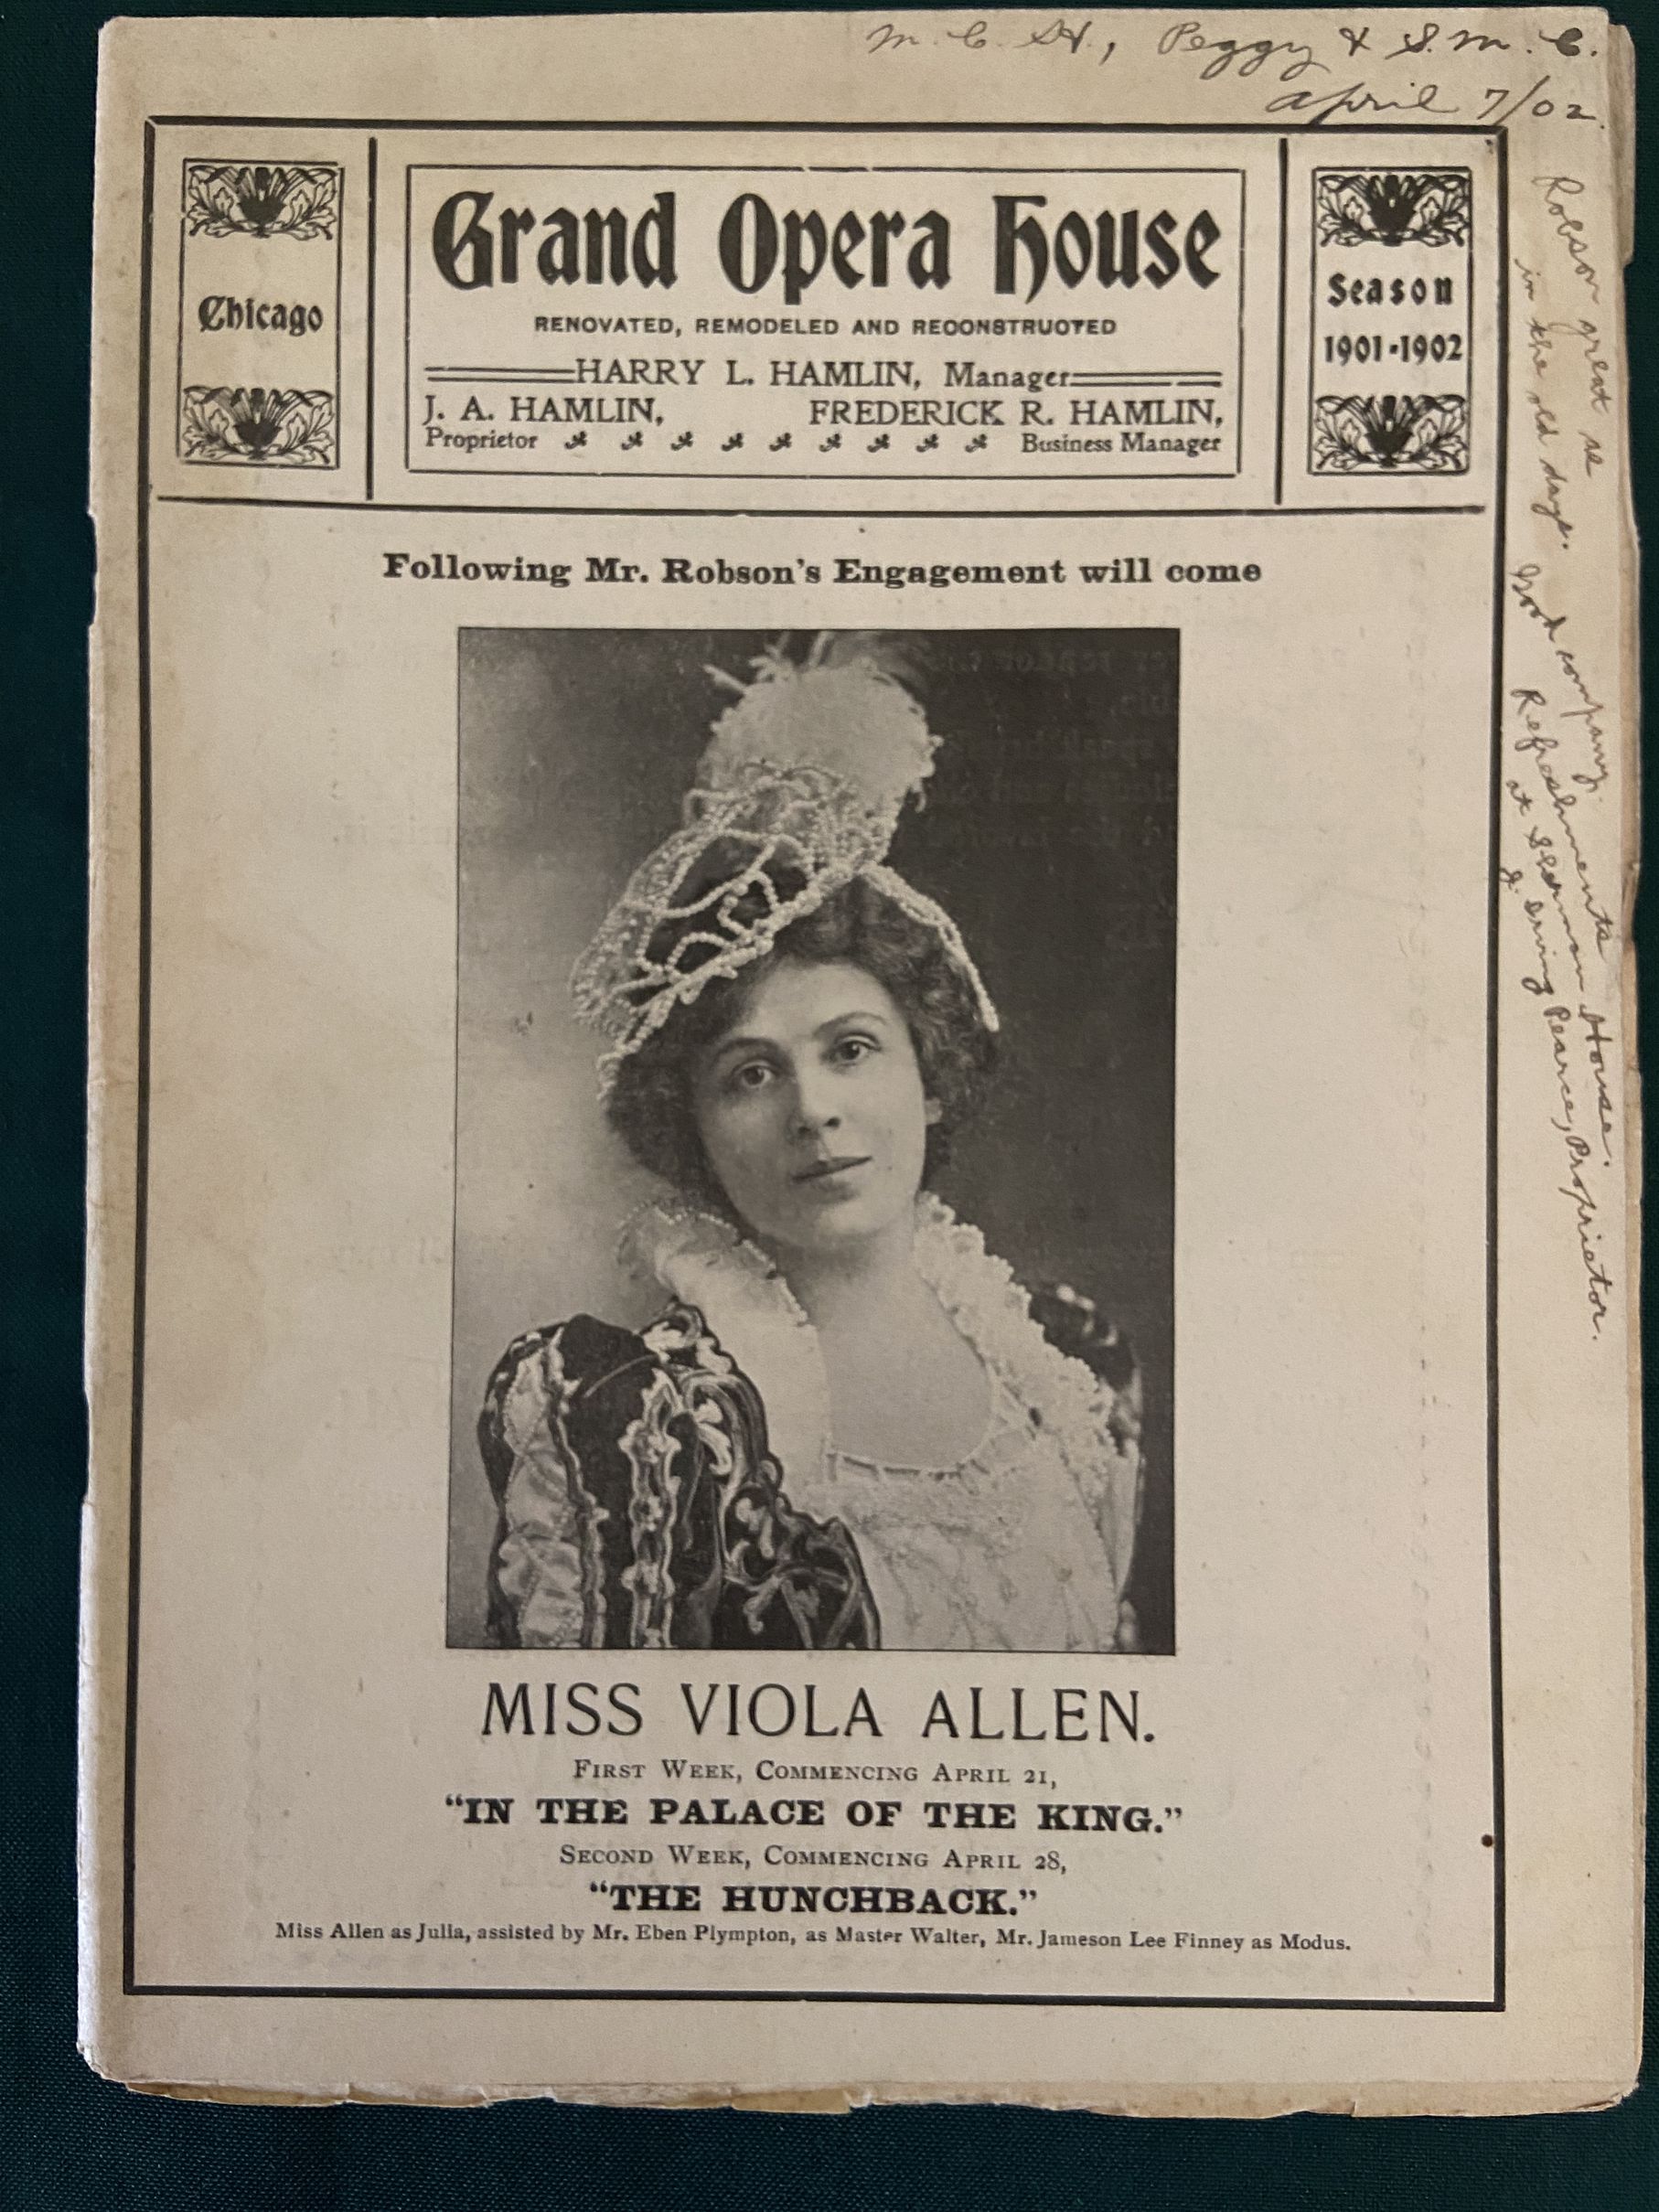 M. C. H., Peggy & S. M. C.
April 7/02.
Chicago
Grand Opera House
RENOVATED, REMODELED AND RECONSTRUCTED
HARRY L. HAMLIN, Manager
J. A. HAMLIN, FREDERICK R. HAMLIN,
Proprietor Business Manager
Season
1901-1902
Robson great as
in the old days.
Good company.
Refreshments
at Sherman House.
J. Irving Pearce, Proprietor.
Following Mr. Robson's Engagement will come
MISS VIOLA ALLEN.
FIRST WEEK, COMMENCING APRIL 21,
"IN THE PALACE OF THE KING."
SECOND WEEK, COMMENCING APRIL 28,
"THE HUNCHBACK."
Miss Allen as Julia, assisted by Mr. Eben Plympton, as Master Walter, Mr. Jameson Lee Finney as Modus.